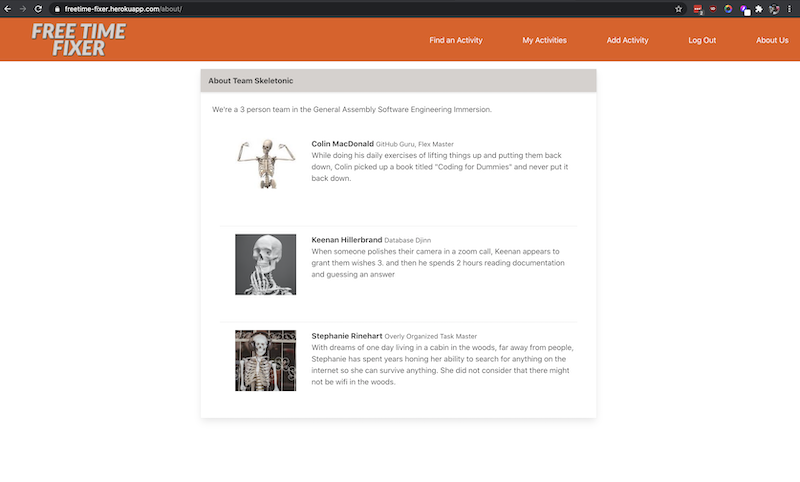 freetime-fixer.herokuapp.com/about/
FREE TIME
FIXER
Find an Activity
My Activities
Add Activity
Log Out
About Us
About Team Skeletonic
We're a 3 person team in the General Assembly Software Engineering Immersion.
Colin MacDonald GitHub Guru, Flex Master
While doing his daily exercises of lifting things up and putting them back
down, Colin picked up a book titled "Coding for Dummies" and never put it
back down.
Keenan Hillerbrand Database Djinn
When someone polishes their camera in a zoom call, Keenan appears to
grant them wishes 3. and then he spends 2 hours reading documentation
and guessing an answer
Stephanie Rinehart Overly Organized Task Master
With dreams of one day living in a cabin in the woods, far away from people,
Stephanie has spent years honing her ability to search for anything on the
internet so she can survive anything. She did not consider that there might
not be wifi in the woods.